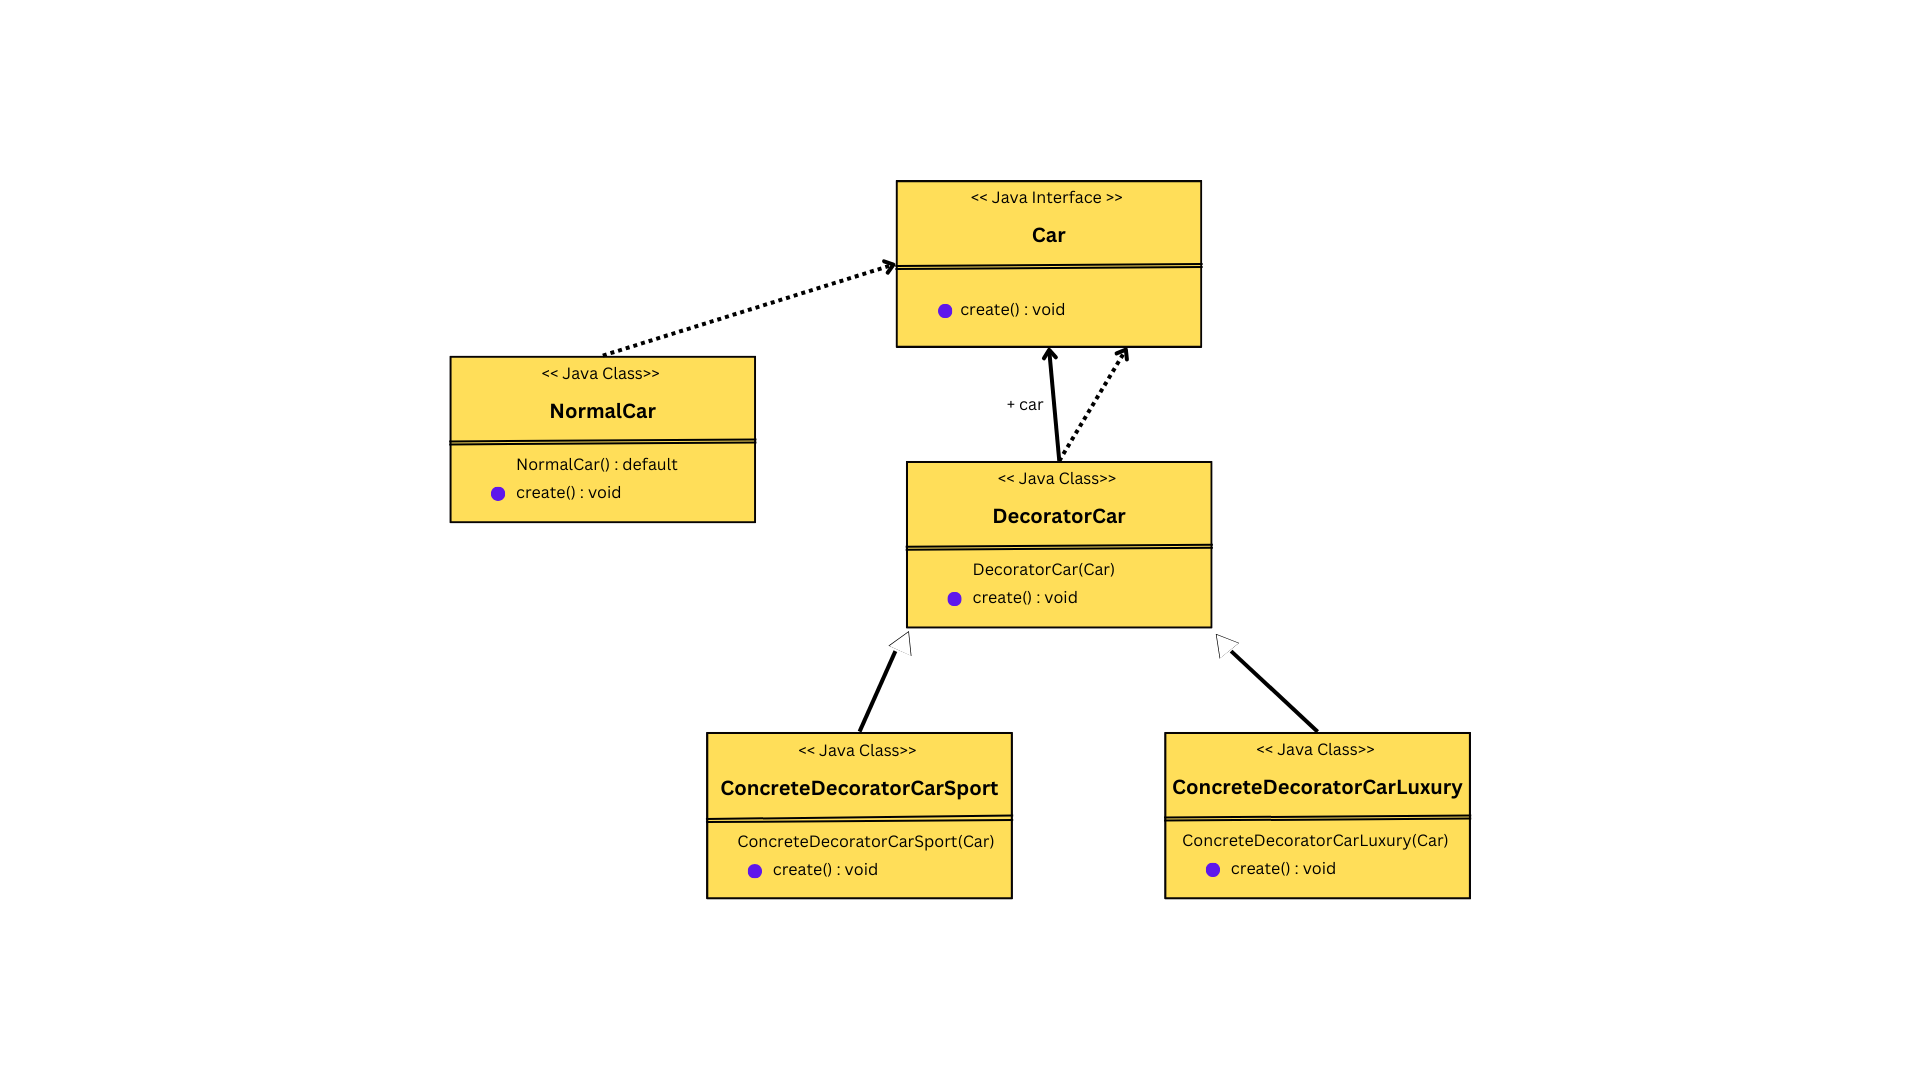 << Java Interface >>
Car
create() : void
<< Java Class>>
NormalCar
NormalCar() : default
create() : void
+ car
<< Java Class>>
DecoratorCar
DecoratorCar(Car)
create() : void
<< Java Class>>
ConcreteDecoratorCarSport
ConcreteDecoratorCarSport(Car)
create() : void
<< Java Class>>
ConcreteDecoratorCarLuxury
ConcreteDecoratorCarLuxury(Car)
create() : void